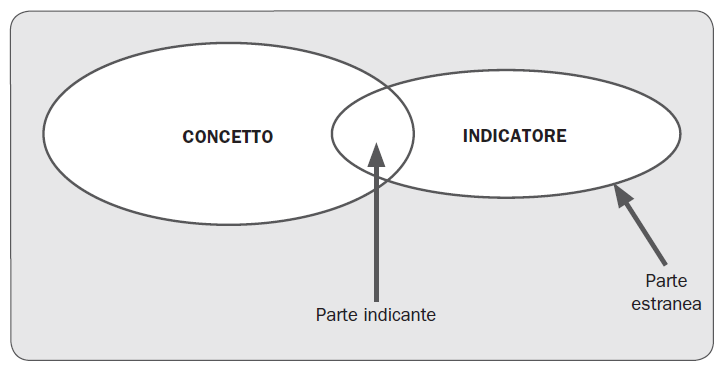 CONCETTO
INDICATORE
Parte indicante
Parte
estranea